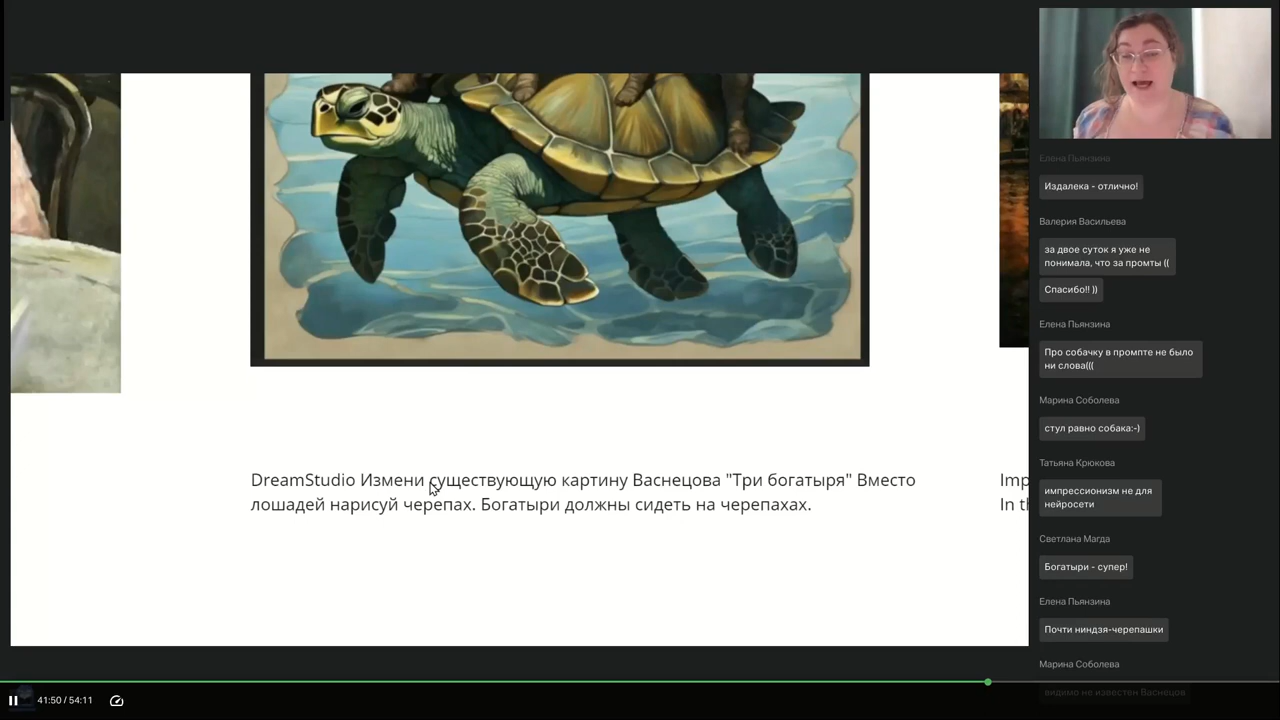 DreamStudio Измени существующую картину Васнецова "Три богатыря" Вместо
лошадей нарисуй черепах. Богатыри должны сидеть на черепахах.
Imp
In th
Елена Пьянзина
Издалека - отлично!
Валерия Васильева
за двое суток я уже не
понимала, что за промты ((
Спасибо!! ))
Елена Пьянзина
Про собачку в промпте не было
ни слова(((
Марина Соболева
стул равно собака:-)
Татьяна Крюкова
импрессионизм не для
нейросети
Светлана Магда
Богатыри - супер!
Елена Пьянзина
Почти ниндзя-черепашки
Марина Соболева
видимо не известен Васнецов
41:50 / 54:11